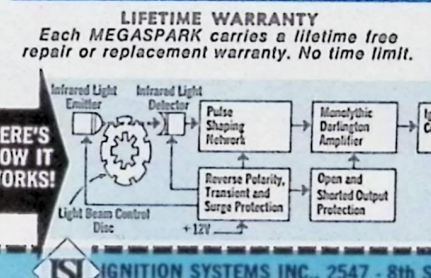 LIFETIME WARRANTY
Each MEGASPARK carries a lifetime free
repair or replacement warranty. No time limit.
Infrared Light
Emitter
Infrared Light
Detector
Pulse
Shaping
Network
Monolythic
Darlington
Amplifier
ERE'S
OW IT
ORKS!
Reverse Polarity,
Transient and
Surge Protection
Open and
Shorted Output
Protection
Light Beam Control
Disc
+12V
ISI IGNITION SYSTEMS INC., 2547 - 8th S